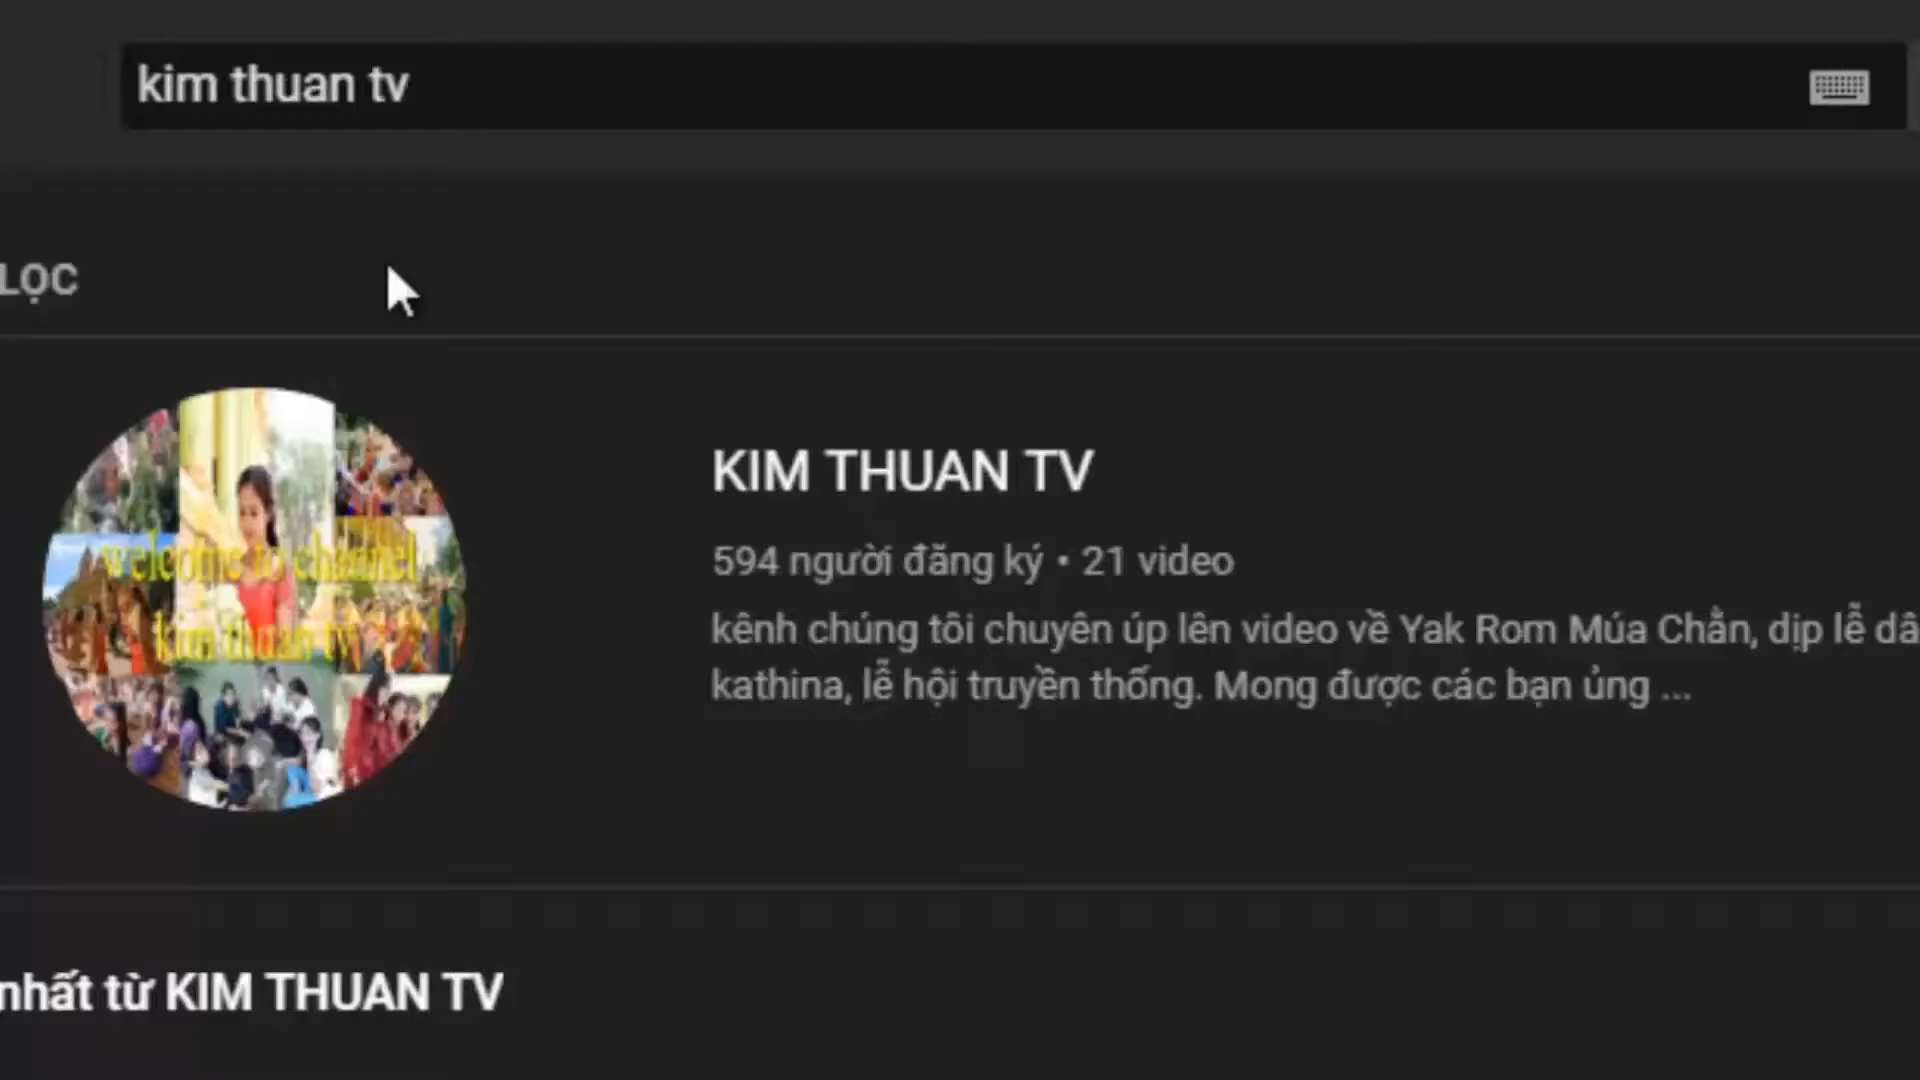 kim thuan tv
LỌC
welcome to channel
kim thuan tv
KIM THUAN TV
594 người đăng ký • 21 video
kênh chúng tôi chuyên úp lên video về Yak Rom Múa Chằn, dịp lễ dâ
kathina, lễ hội truyền thống. Mong được các bạn ủng ...
nhất từ KIM THUAN TV